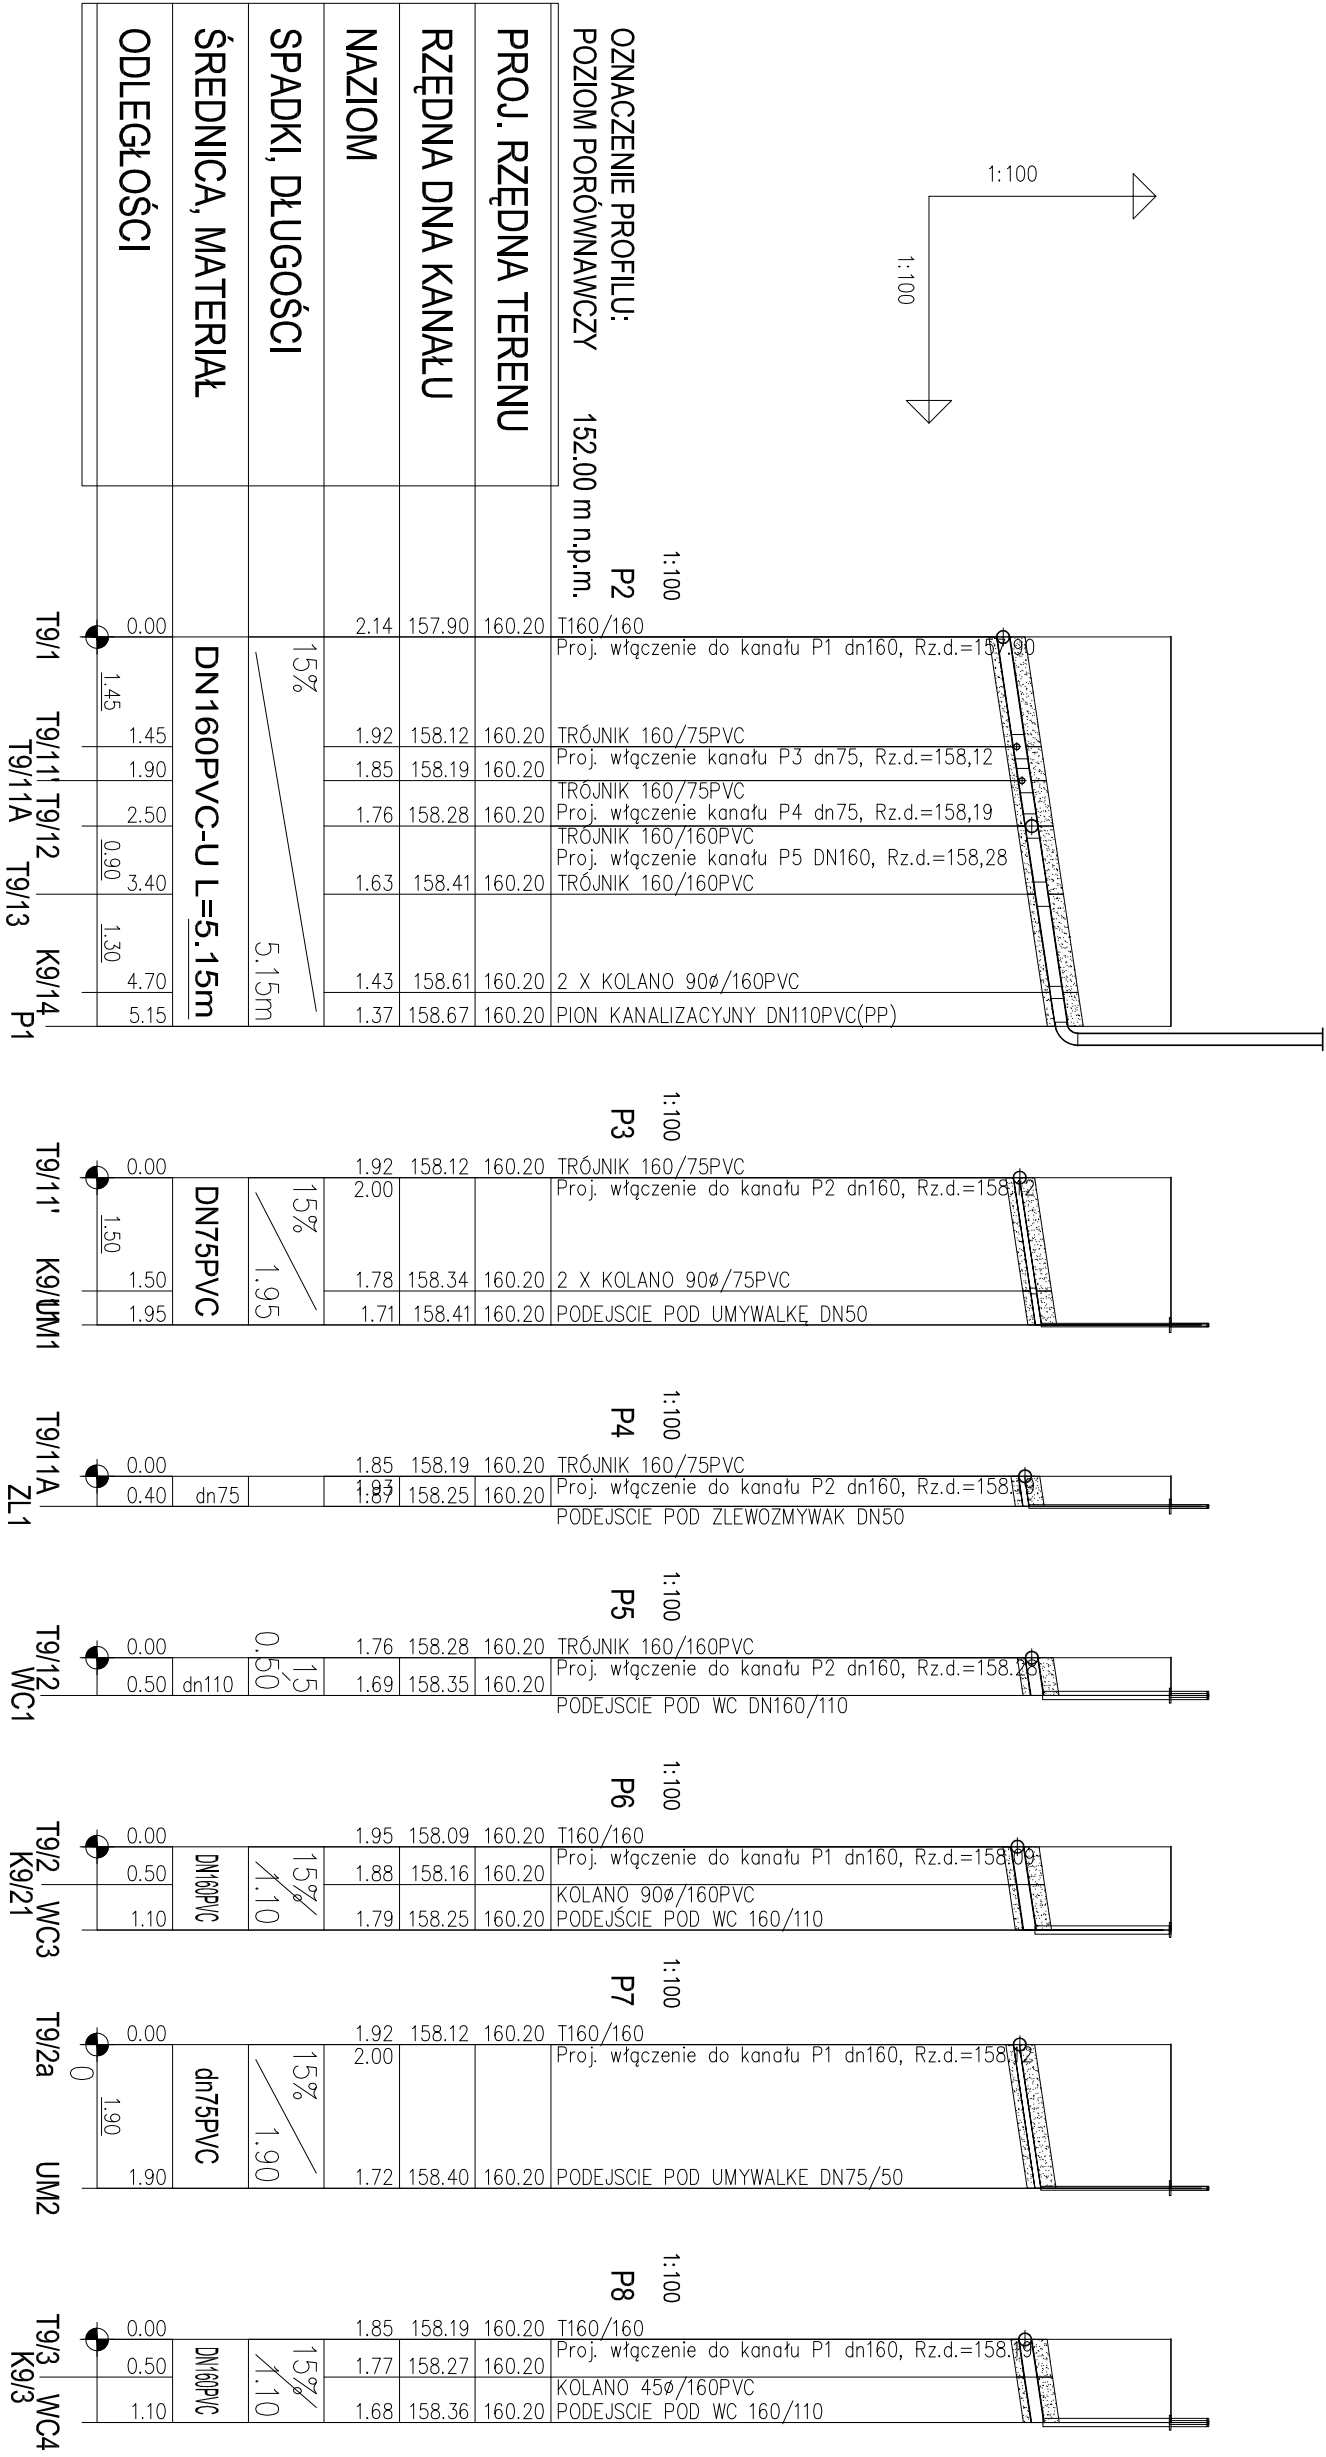 1:100
1:100
OZNACZENIE PROFILU:
POZIOM PORÓWNAWCZY 152.00 m n.p.m.
PROJ. RZĘDNA TERENU
RZĘDNA DNA KANAŁU
NAZIOM
SPADKI, DŁUGOŚCI
ŚREDNICA, MATERIAŁ
ODLEGŁOŚCI
1:100
P2
T160/160
Proj. włączenie do kanału P1 dn160, Rz.d.=157.90
TRÓJNIK 160/75PVC
Proj. włączenie kanału P3 dn75, Rz.d.=158,12
TRÓJNIK 160/75PVC
Proj. włączenie kanału P4 dn75, Rz.d.=158,19
TRÓJNIK 160/160PVC
Proj. włączenie kanału P5 DN160, Rz.d.=158,28
TRÓJNIK 160/160PVC
2 X KOLANO 90ø/160PVC
PION KANALIZACYJNY DN110PVC(PP)
0.00 2.14 157.90 160.20
1.45 1.92 158.12 160.20
1.90 1.85 158.19 160.20
2.50 1.76 158.28 160.20
3.40 1.63 158.41 160.20
4.70 1.43 158.61 160.20
5.15 1.37 158.67 160.20
15%
5.15m
DN160PVC-U L=5.15m
1.45
0.90
1.30
T9/1
T9/11'
T9/11A
T9/12
T9/13
K9/14
P1
1:100
P3
0.00 1.92 158.12 160.20 TRÓJNIK 160/75PVC
2.00 Proj. włączenie do kanału P2 dn160, Rz.d.=158.12
1.50 1.78 158.34 160.20 2 X KOLANO 90ø/75PVC
1.95 1.71 158.41 160.20 PODEJSCIE POD UMYWALKĘ DN50
15%
1.95
DN75PVC
1.50
T9/11'
UM1
1:100
P4
0.00 1.85 158.19 160.20 TRÓJNIK 160/75PVC
1.93 Proj. włączenie do kanału P2 dn160, Rz.d.=158.19
0.40 dn75 1.87 158.25 160.20
PODEJSCIE POD ZLEWOZMYWAK DN50
T9/11A
ZL1
1:100
P5
0.00 1.76 158.28 160.20 TRÓJNIK 160/160PVC
Proj. włączenie do kanału P2 dn160, Rz.d.=158.28
0.50 dn110 1.69 158.35 160.20
PODEJSCIE POD WC DN160/110
15
0.50
T9/12
WC1
1:100
P6
0.00 1.95 158.09 160.20 T160/160
Proj. włączenie do kanału P1 dn160, Rz.d.=158.09
0.50 1.88 158.16 160.20
KOLANO 90ø/160PVC
1.10 1.79 158.25 160.20 PODEJŚCIE POD WC 160/110
15%
1.10
DN160PVC
T9/2
K9/21
WC3
1:100
P7
0.00 1.92 158.12 160.20 T160/160
2.00 Proj. włączenie do kanału P1 dn160, Rz.d.=158.12
1.90 1.72 158.40 160.20 PODEJSCIE POD UMYWALKE DN75/50
15%
1.90
dn75PVC
1.90
0
T9/2a
UM2
1:100
P8
0.00 1.85 158.19 160.20 T160/160
Proj. włączenie do kanału P1 dn160, Rz.d.=158.19
0.50 1.77 158.27 160.20
KOLANO 45ø/160PVC
1.10 1.68 158.36 160.20 PODEJSCIE POD WC 160/110
15%
1.10
DN160PVC
T9/3
K9/3
WC4